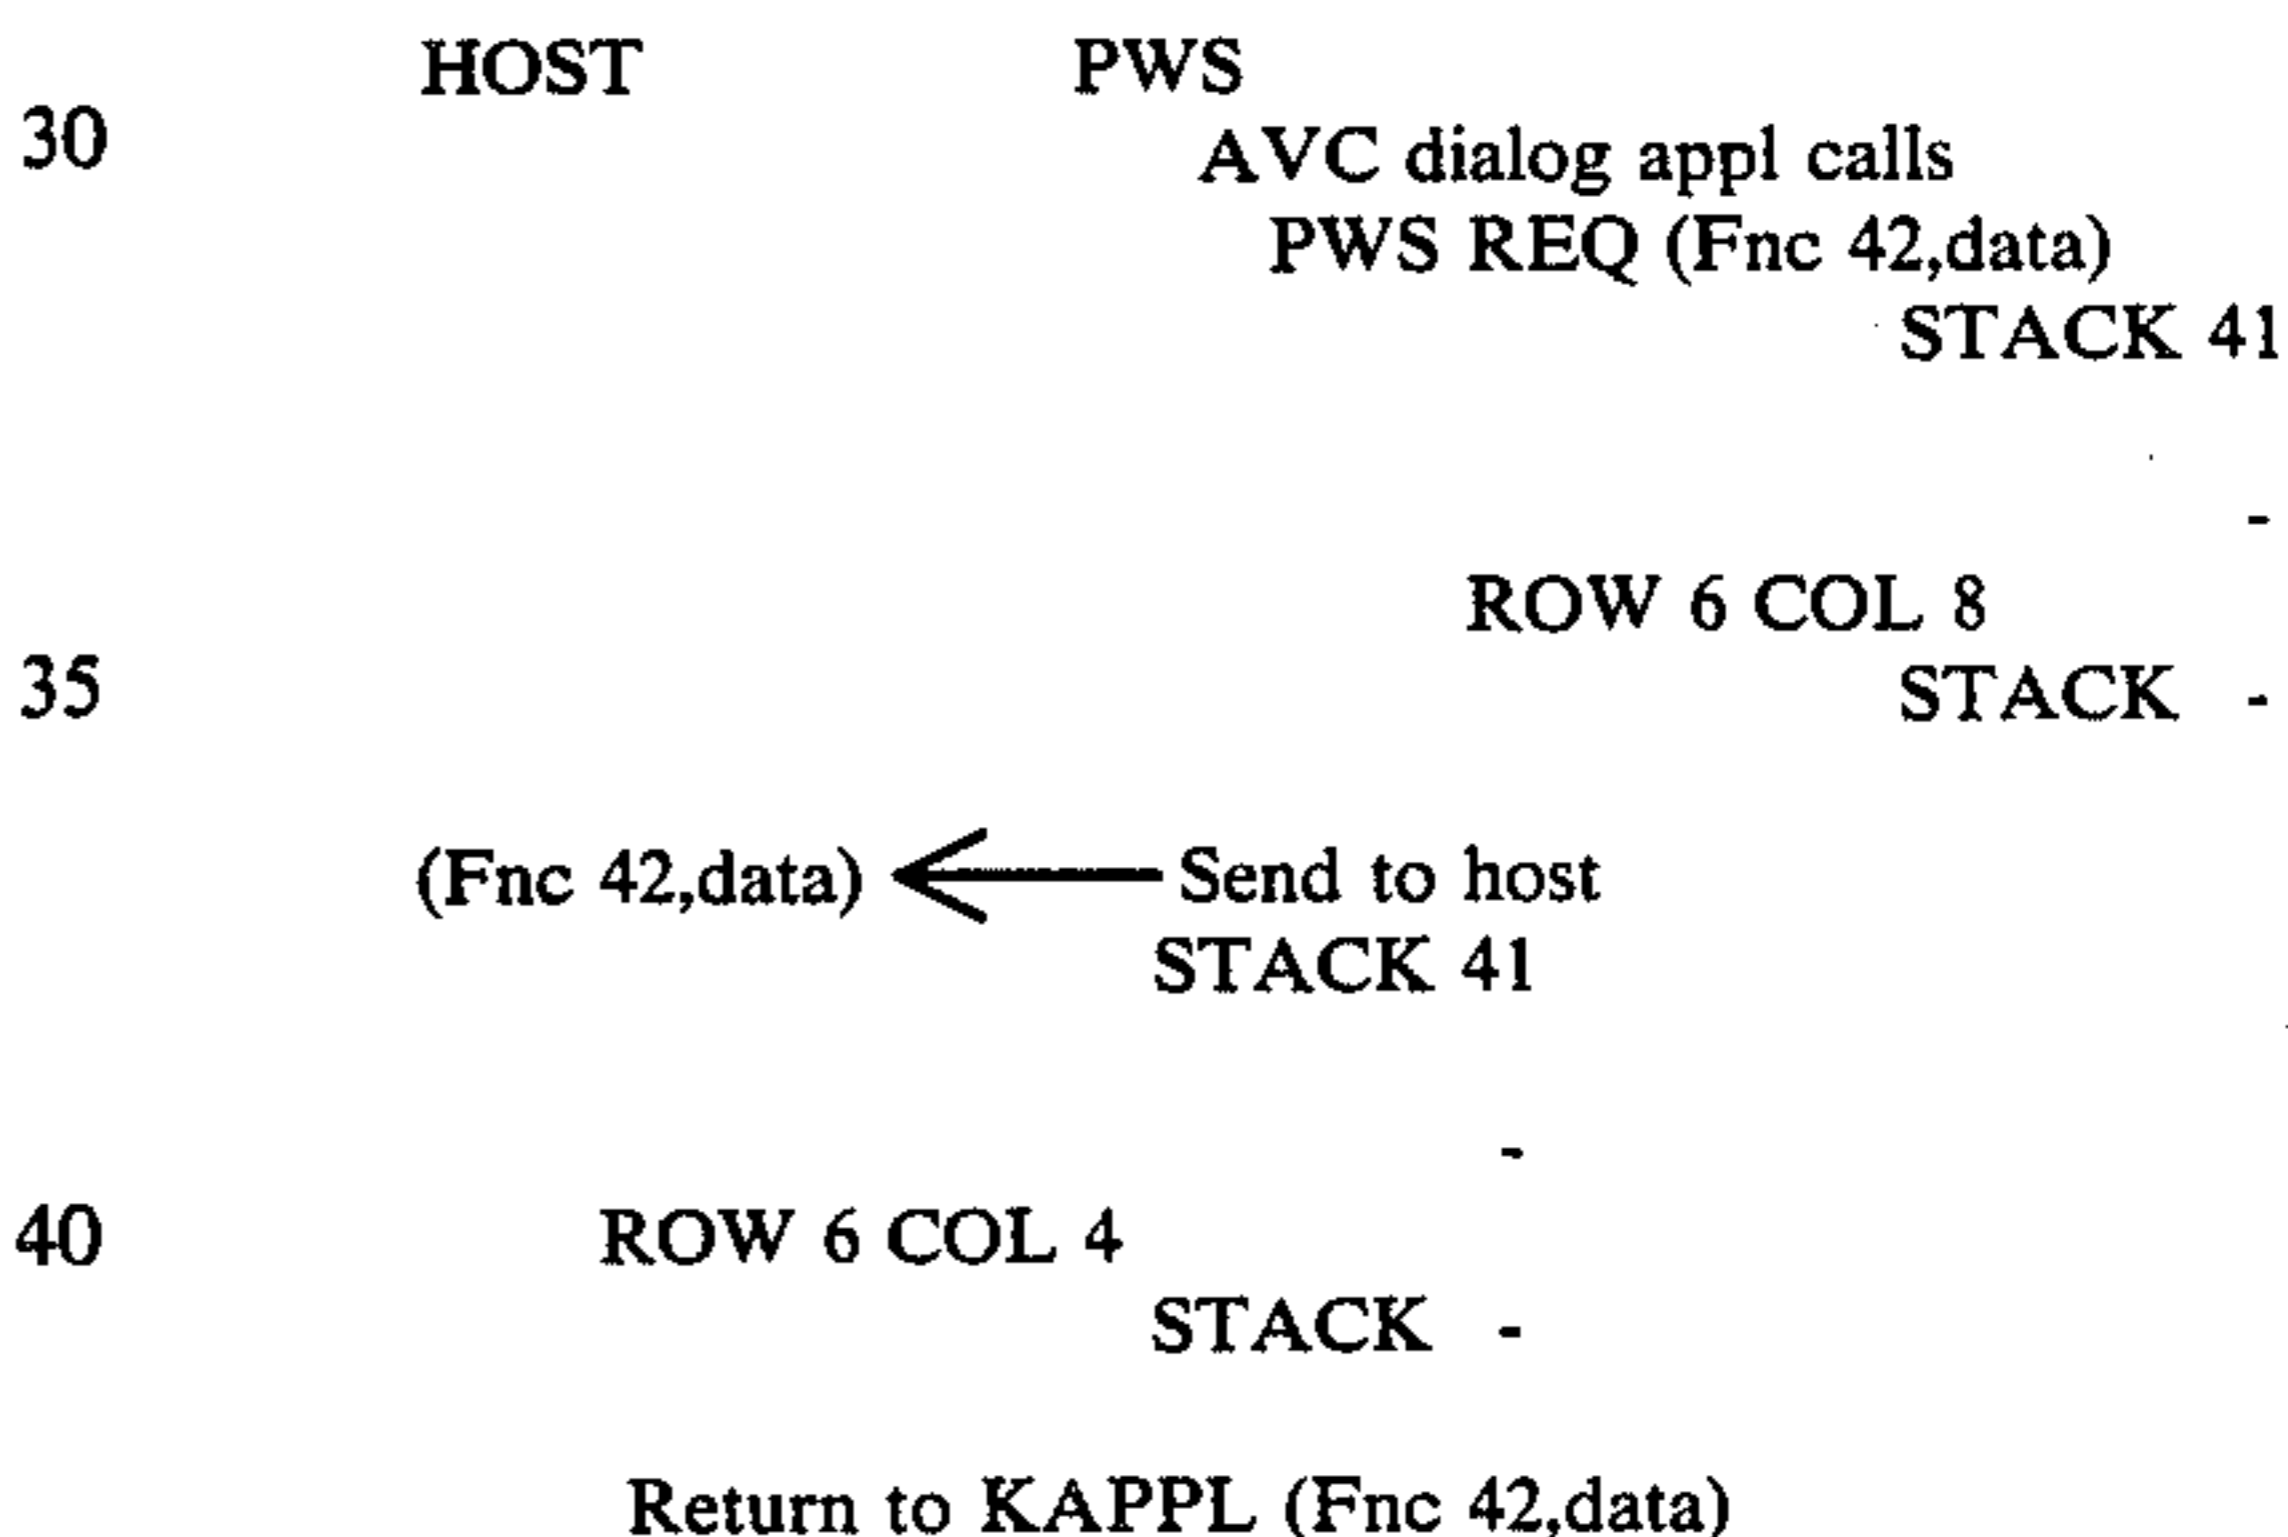 HOST PWS
30
AVC dialog appl calls
PWS REQ (Fnc 42,data)
STACK 41
-
ROW 6 COL 8
35 STACK -
(Fnc 42,data) Send to host
STACK 41
-
40 ROW 6 COL 4
STACK -
Return to KAPPL (Fnc 42,data)